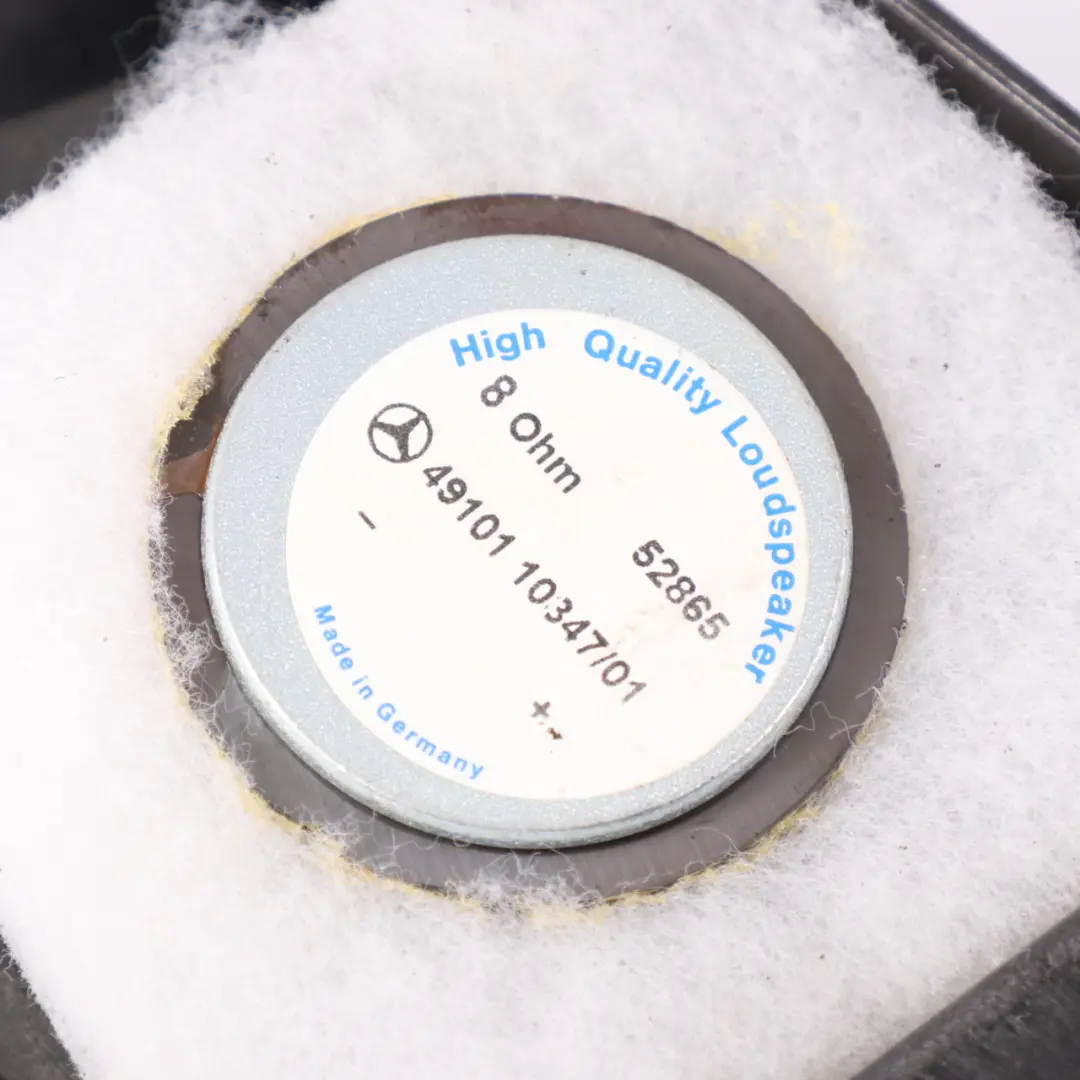 High Quality Loudspeaker
8 Ohm
52865
49101 10347/01
- +
Made in Germany